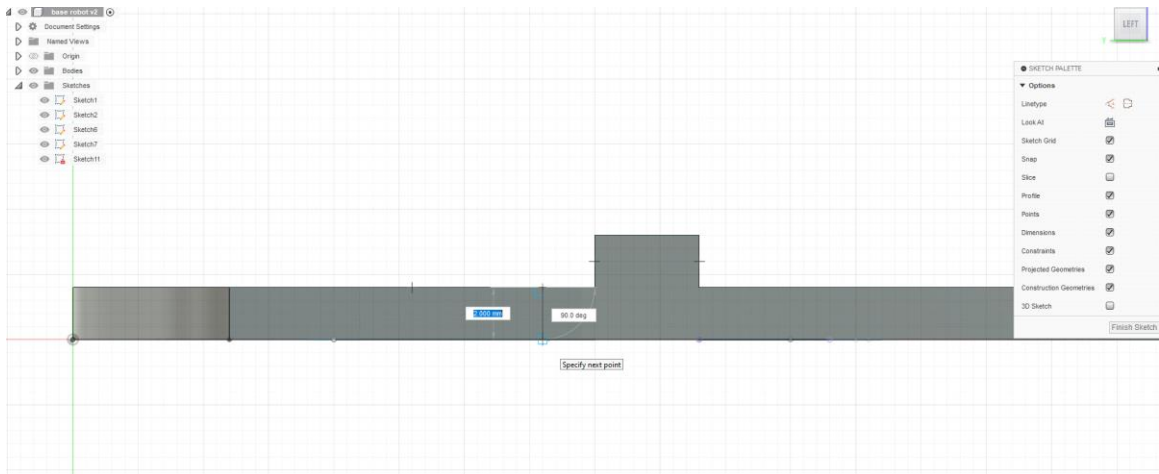 base robot v2
Document Settings
Named Views
Origin
Bodies
Sketches
Sketch1
Sketch2
Sketch6
Sketch7
Sketch11
2.000 mm
90.0 deg
Specify next point
LEFT
Y
SKETCH PALETTE
Options
Linetype
Look At
Sketch Grid
Snap
Slice
Profile
Points
Dimensions
Constraints
Projected Geometries
Construction Geometries
3D Sketch
Finish Sketch